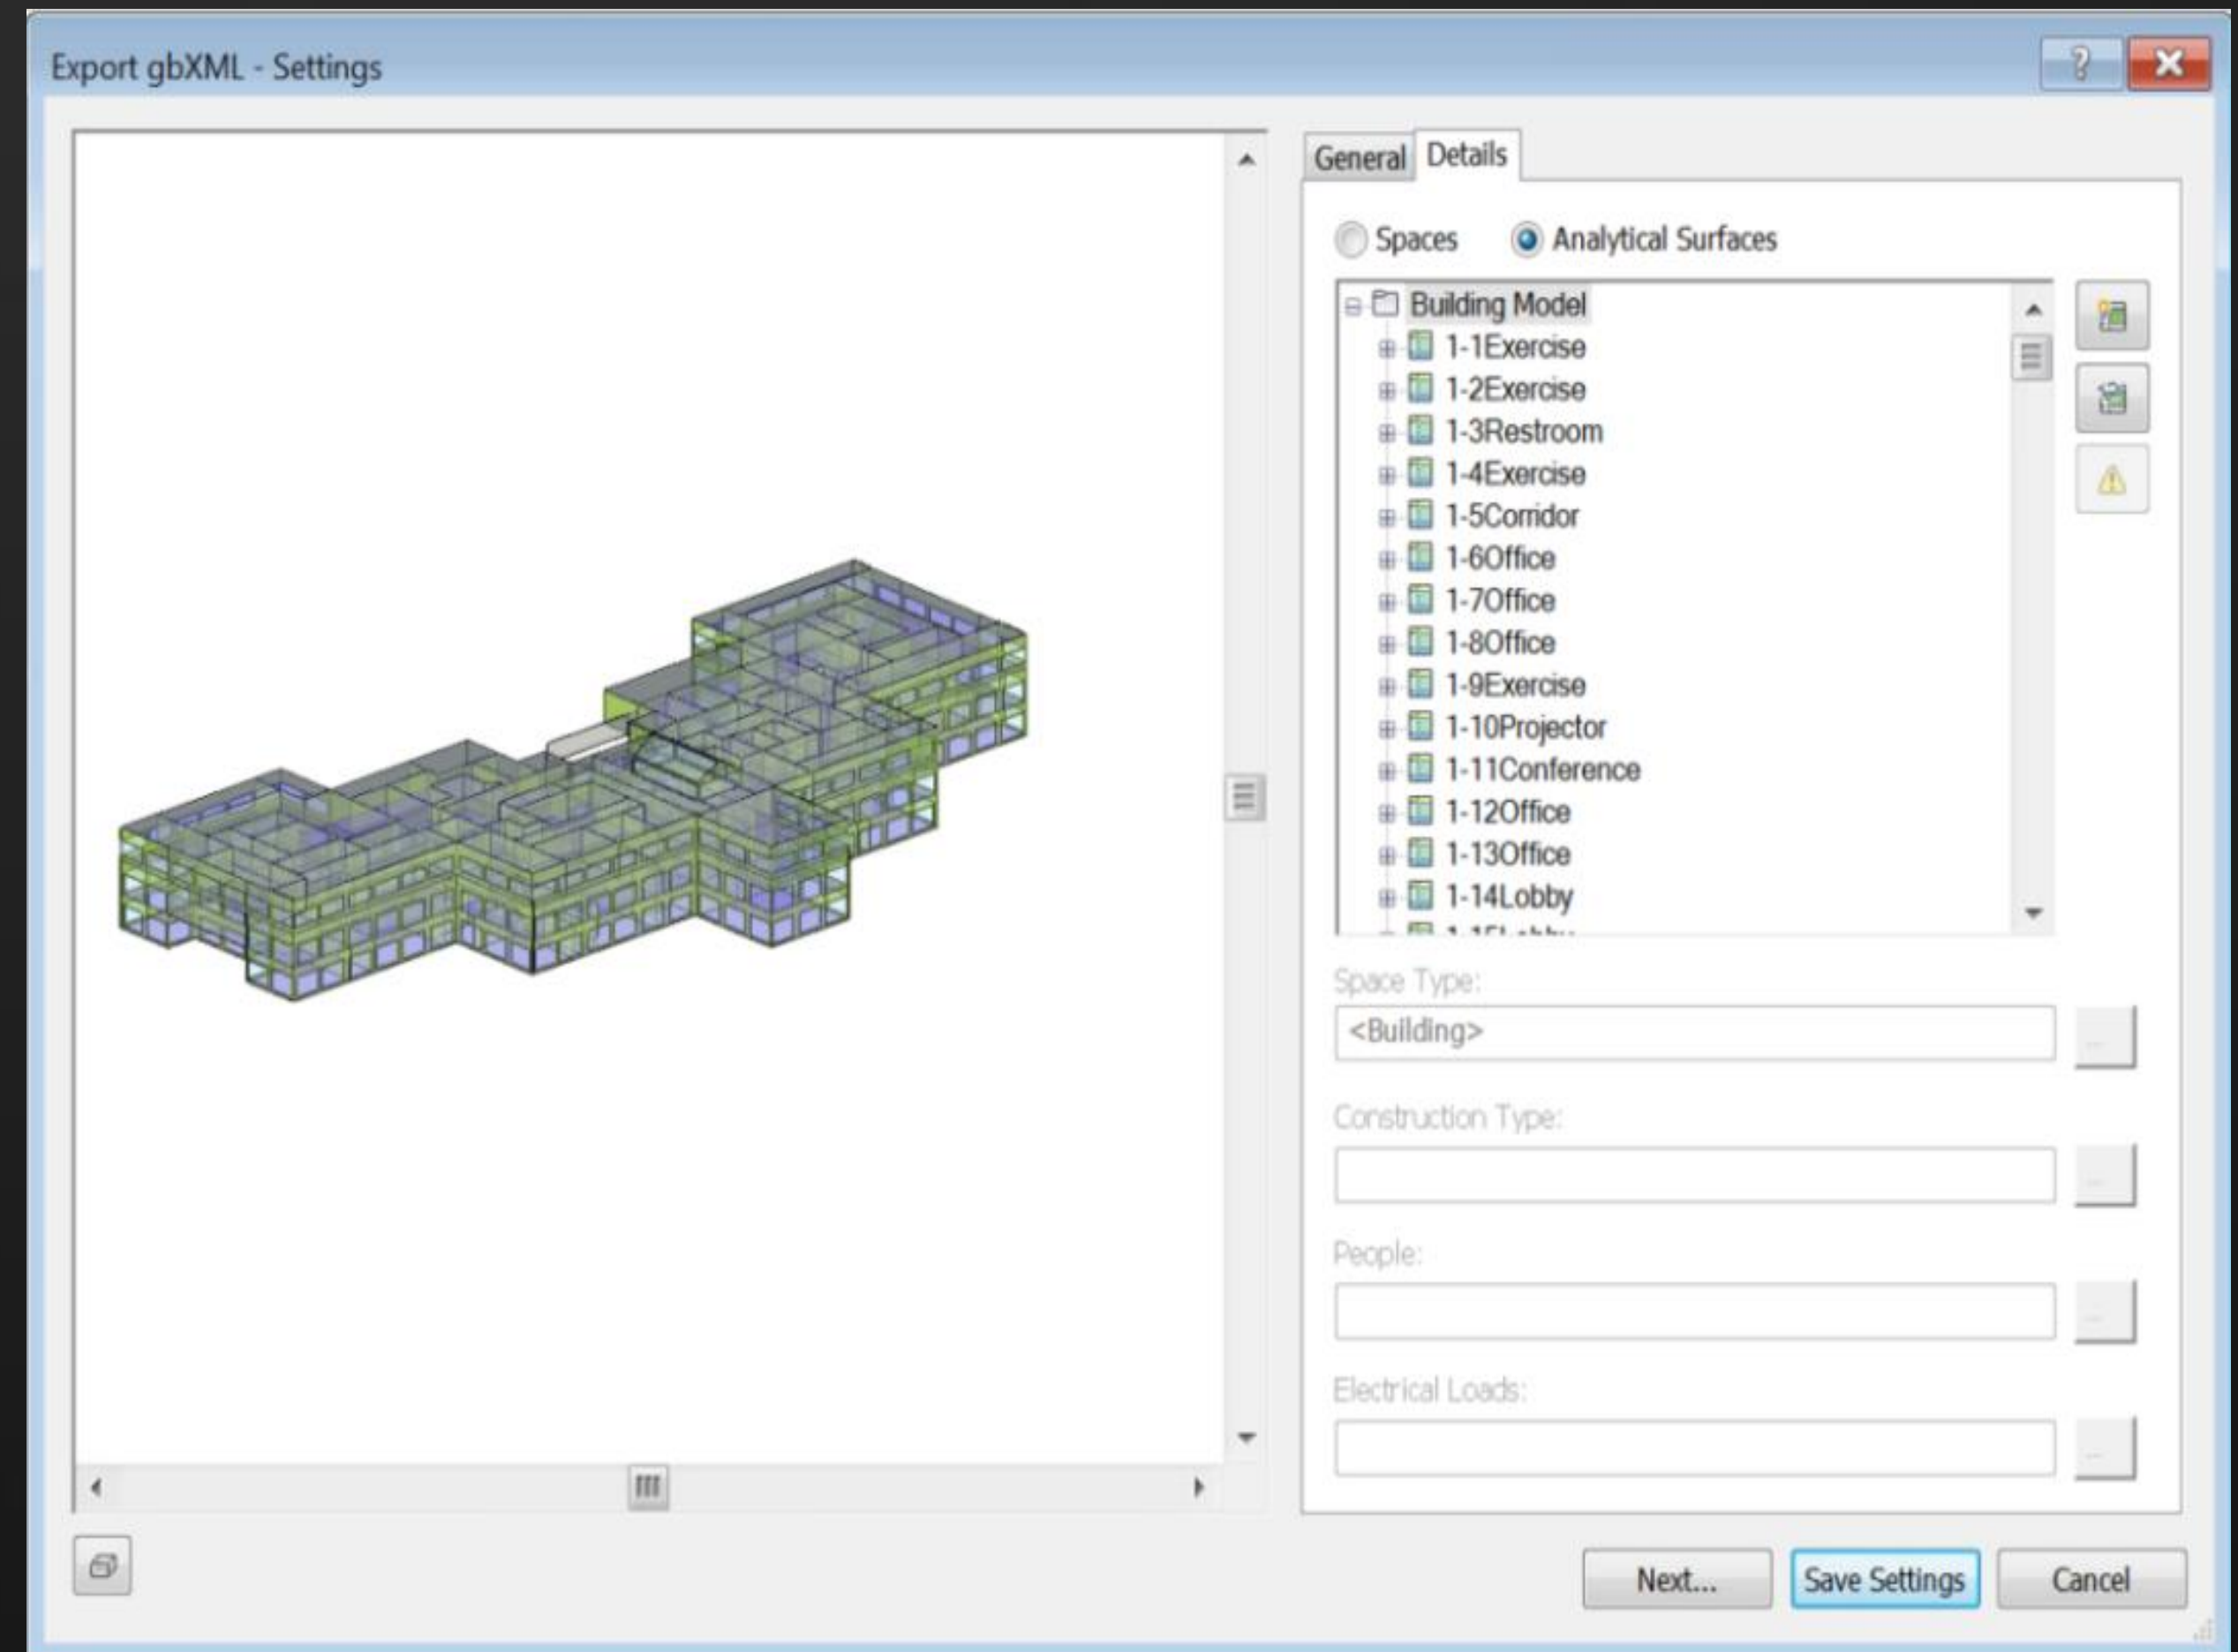 Export gbXML - Settings
General
Details
Spaces
Analytical Surfaces
Building Model
1-1Exercise
1-2Exercise
1-3Restroom
1-4Exercise
1-5Corridor
1-6Office
1-7Office
1-8Office
1-9Exercise
1-10Projector
1-11Conference
1-12Office
1-13Office
1-14Lobby
Space Type:
<Building>
...
Construction Type:
...
People:
...
Electrical Loads:
...
Next...
Save Settings
Cancel